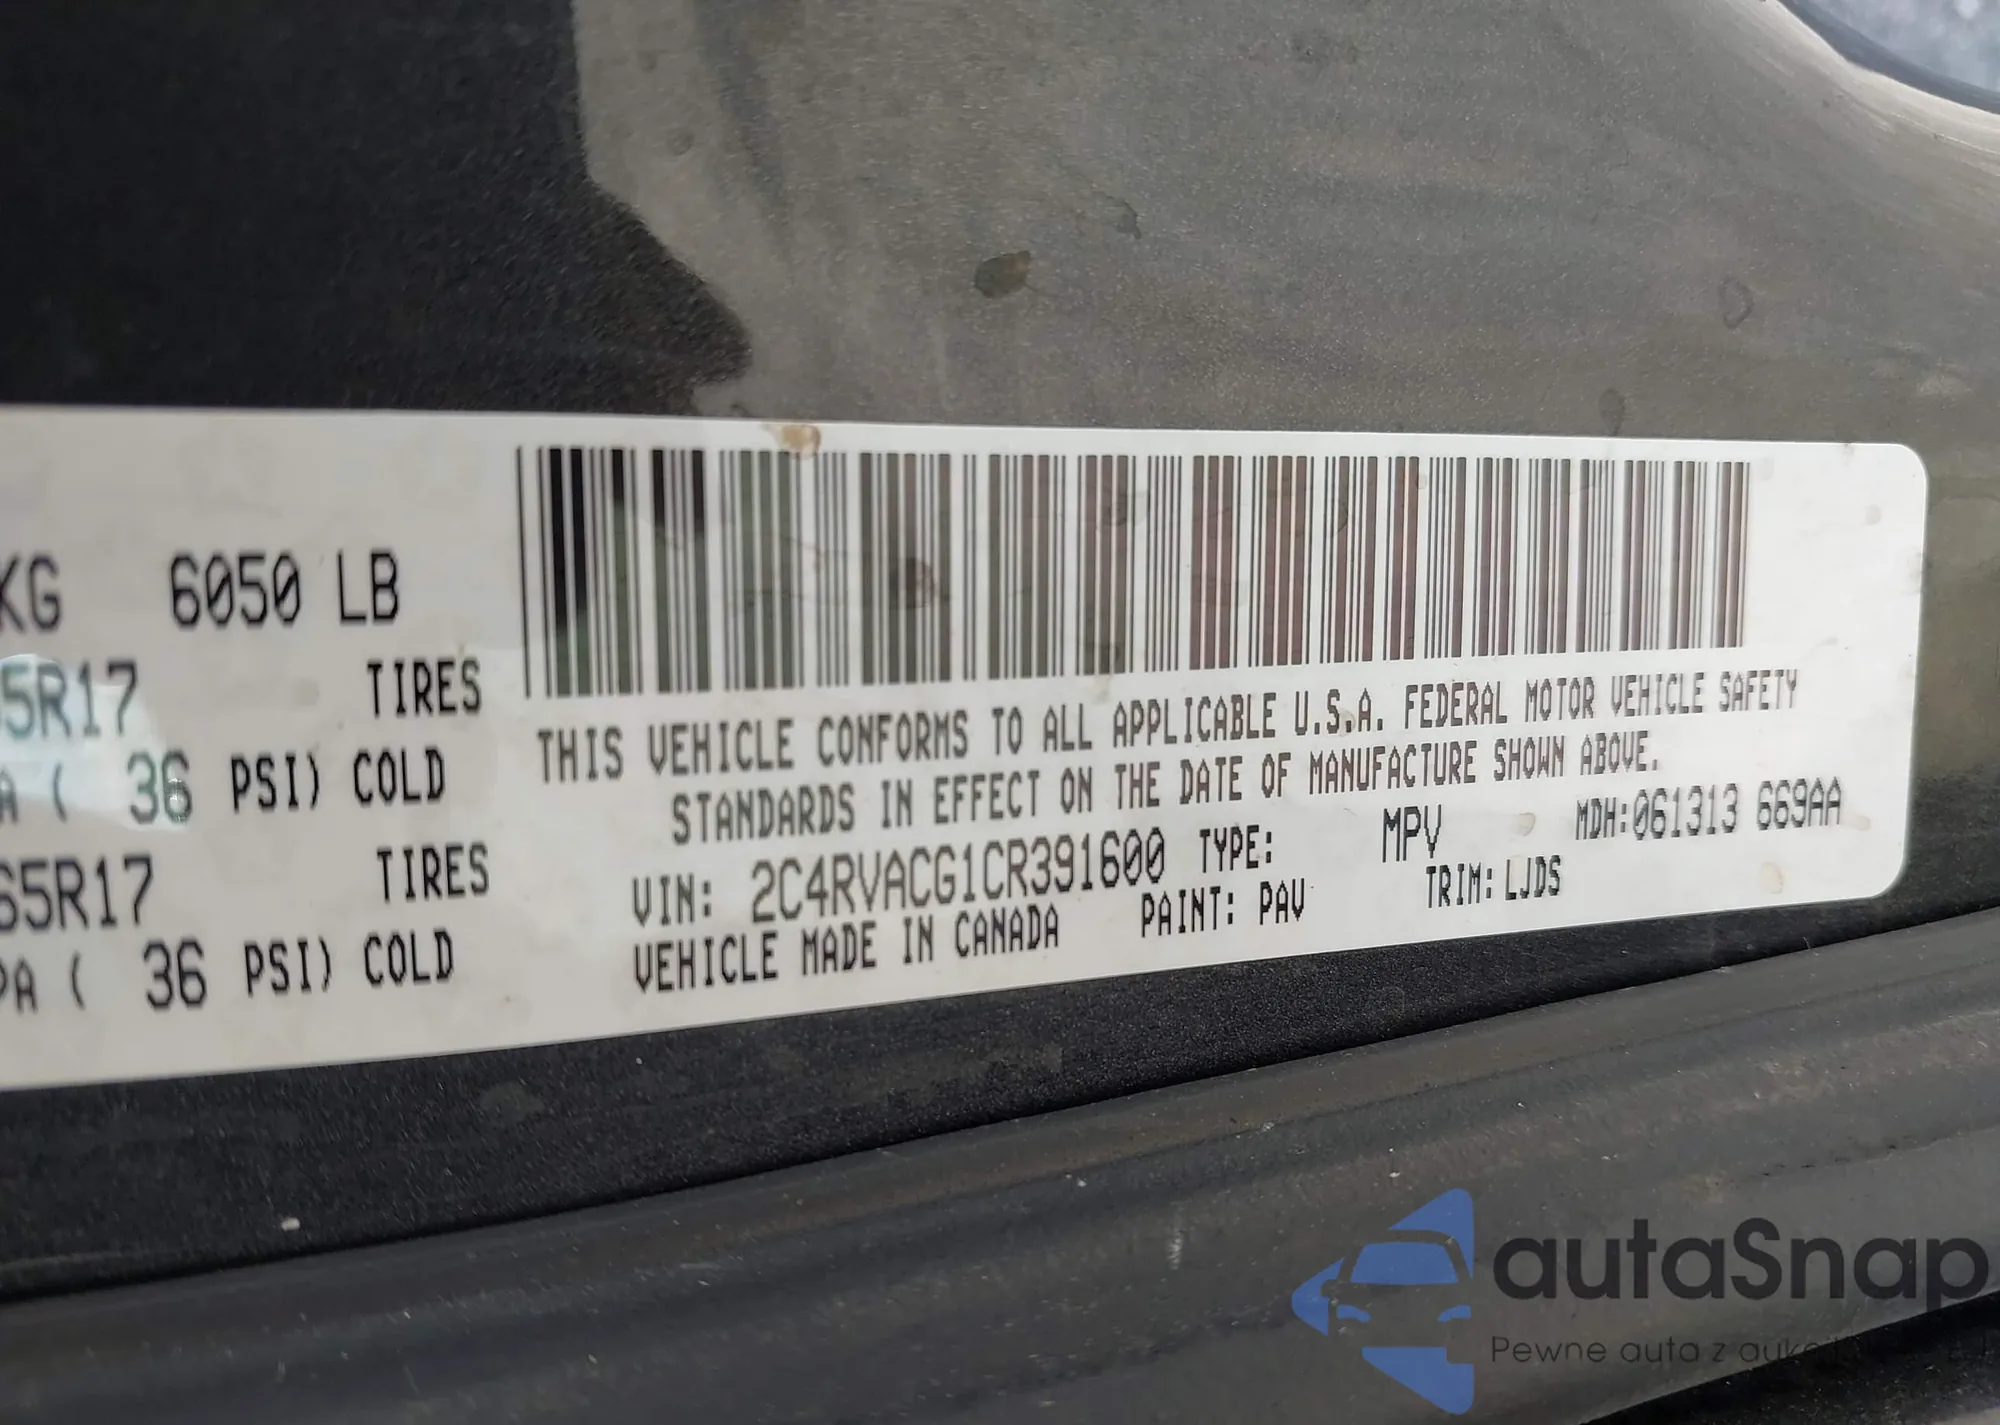 KG 6050 LB
5R17 TIRES
A ( 36 PSI) COLD
65R17 TIRES
PA ( 36 PSI) COLD
THIS VEHICLE CONFORMS TO ALL APPLICABLE U.S.A. FEDERAL MOTOR VEHICLE SAFETY
STANDARDS IN EFFECT ON THE DATE OF MANUFACTURE SHOWN ABOVE.
VIN: 2C4RVACG1CR391600 TYPE: MPV MDH:061313 669AA
VEHICLE MADE IN CANADA PAINT: PAV TRIM: LJDS
autaSnap
Pewne auta z